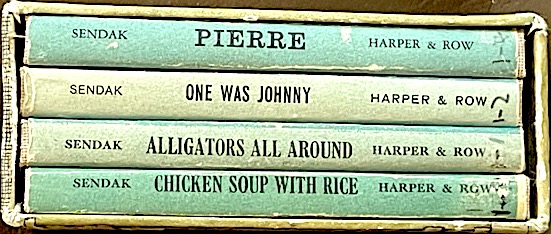 SENDAK PIERRE HARPER & ROW
SENDAK ONE WAS JOHNNY HARPER & ROW
SENDAK ALLIGATORS ALL AROUND HARPER & ROW
SENDAK CHICKEN SOUP WITH RICE HARPER & ROW